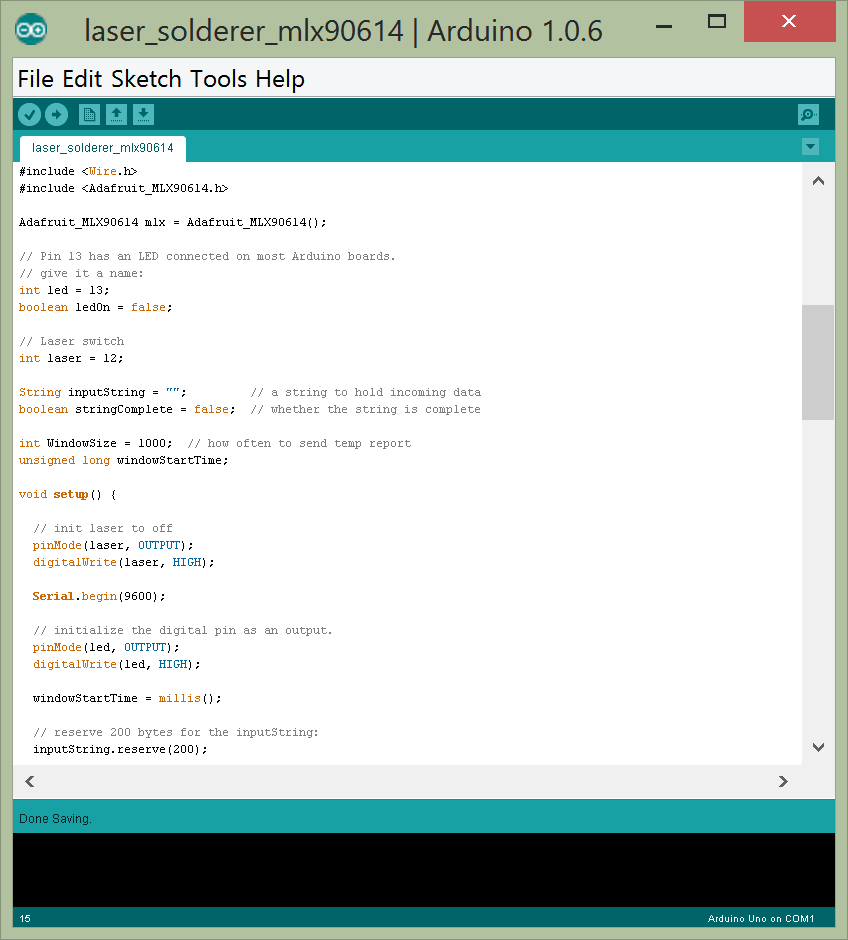 laser_solderer_mlx90614 | Arduino 1.0.6
File Edit Sketch Tools Help
laser_solderer_mlx90614
#include <Wire.h>
#include <Adafruit_MLX90614.h>
Adafruit_MLX90614 mlx = Adafruit_MLX90614();
// Pin 13 has an LED connected on most Arduino boards.
// give it a name:
int led = 13;
boolean ledOn = false;
// Laser switch
int laser = 12;
String inputString = "";         // a string to hold incoming data
boolean stringComplete = false;  // whether the string is complete
int WindowSize = 1000;  // how often to send temp report
unsigned long windowStartTime;
void setup() {
  // init laser to off
  pinMode(laser, OUTPUT);
  digitalWrite(laser, HIGH);
  Serial.begin(9600);
  // initialize the digital pin as an output.
  pinMode(led, OUTPUT);
  digitalWrite(led, HIGH);
  windowStartTime = millis();
  // reserve 200 bytes for the inputString:
  inputString.reserve(200);
Done Saving.
15
Arduino Uno on COM1